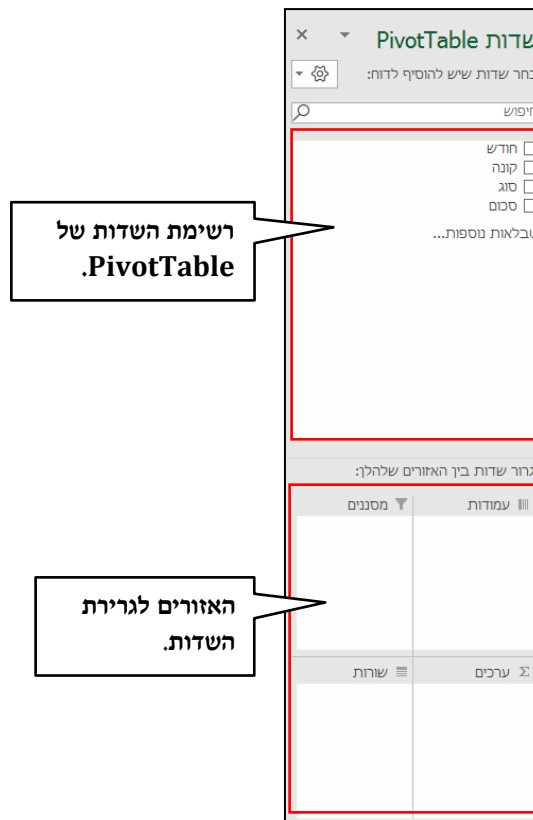 שדות PivotTable
בחר שדות שיש להוסיף לדוח:
חיפוש
חודש
קונה
סוג
סכום
טבלאות נוספות...
רשימת השדות של
PivotTable.
גרור שדות בין האזורים שלהלן:
עמודות
מסננים
האזורים לגרירת
השדות.
ערכים
שורות